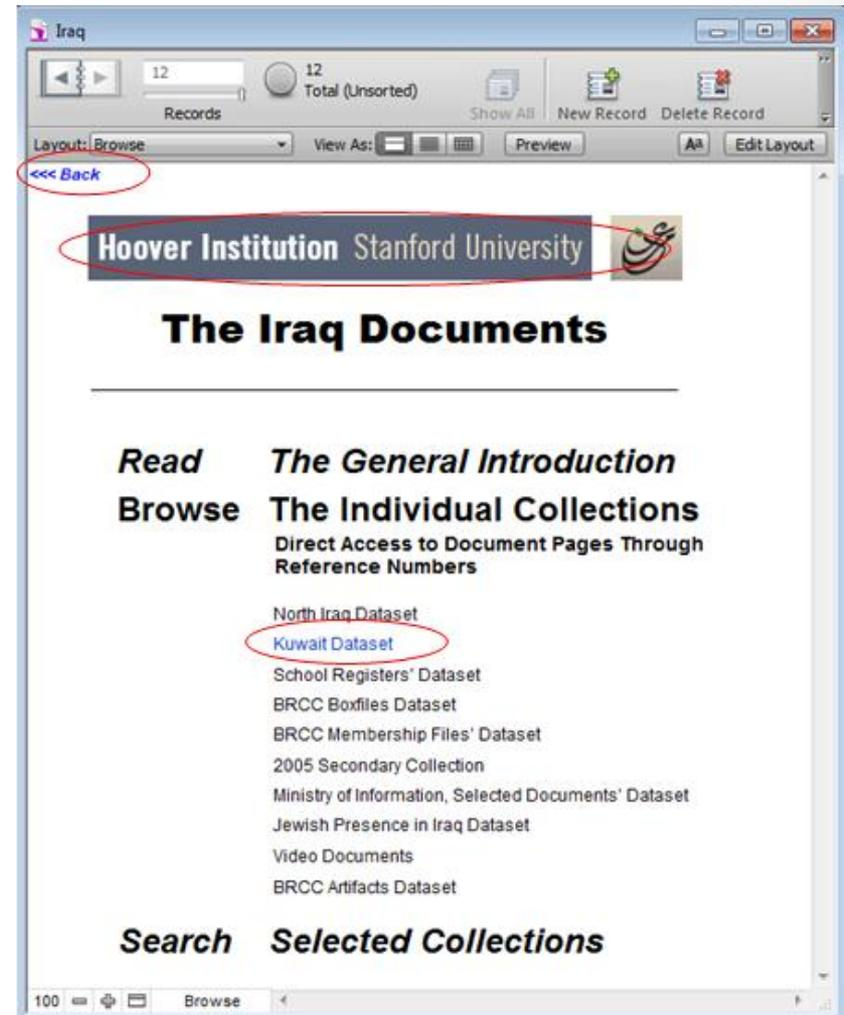 Iraq
12
12
Total (Unsorted)
Records
Show All
New Record
Delete Record
Layout: Browse
View As:
Preview
Aa
Edit Layout
<<< Back
Hoover Institution Stanford University
The Iraq Documents
Read The General Introduction
Browse The Individual Collections
Direct Access to Document Pages Through
Reference Numbers
North Iraq Dataset
Kuwait Dataset
School Registers' Dataset
BRCC Boxfiles Dataset
BRCC Membership Files' Dataset
2005 Secondary Collection
Ministry of Information, Selected Documents' Dataset
Jewish Presence in Iraq Dataset
Video Documents
BRCC Artifacts Dataset
Search Selected Collections
100
Browse